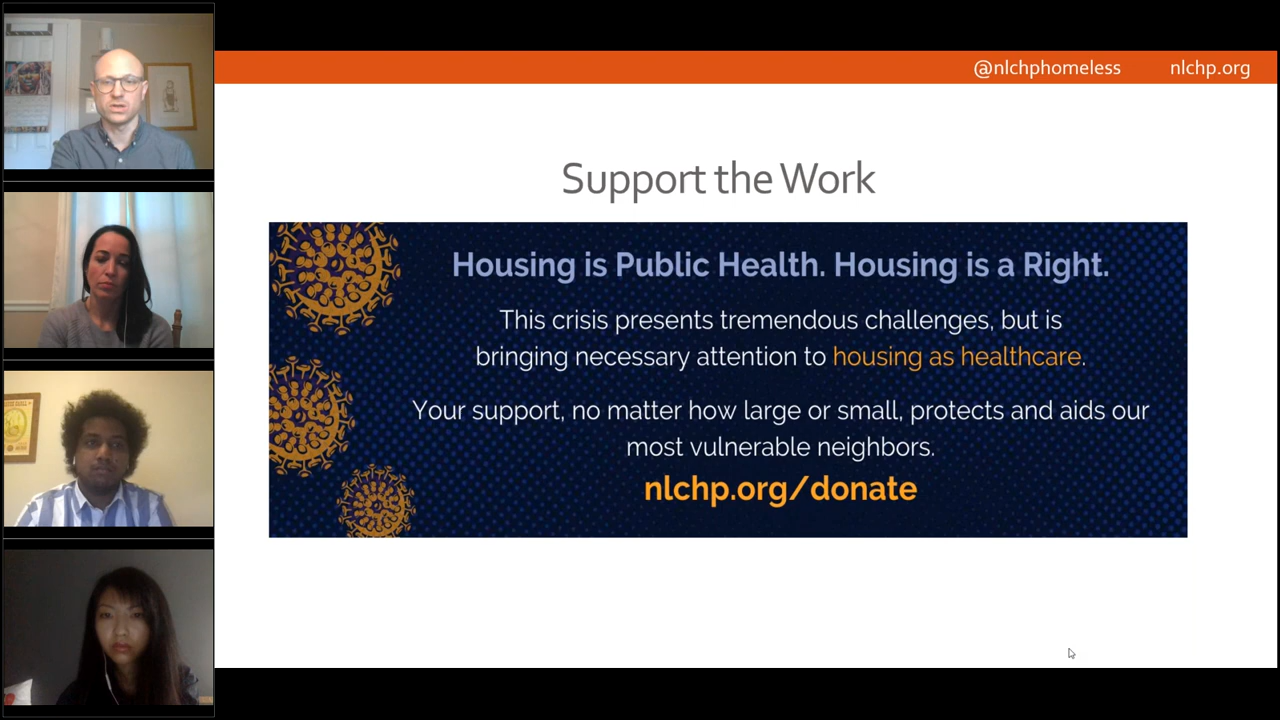 @nlchphomeless nlchp.org
Support the Work
Housing is Public Health. Housing is a Right.
This crisis presents tremendous challenges, but is
bringing necessary attention to housing as healthcare.
Your support, no matter how large or small, protects and aids our
most vulnerable neighbors.
nlchp.org/donate